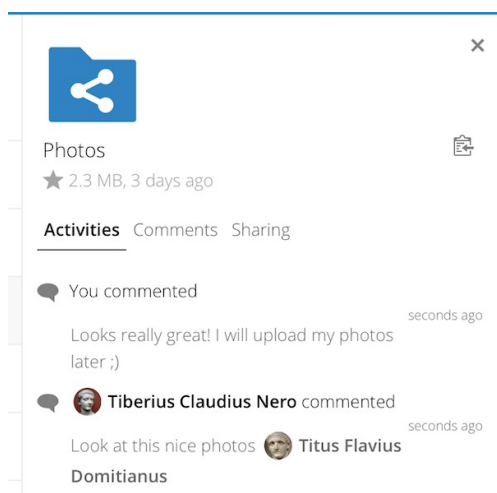 Photos
2.3 MB, 3 days ago
Activities Comments Sharing
You commented
seconds ago
Looks really great! I will upload my photos
later ;)
Tiberius Claudius Nero commented
seconds ago
Look at this nice photos Titus Flavius
Domitianus